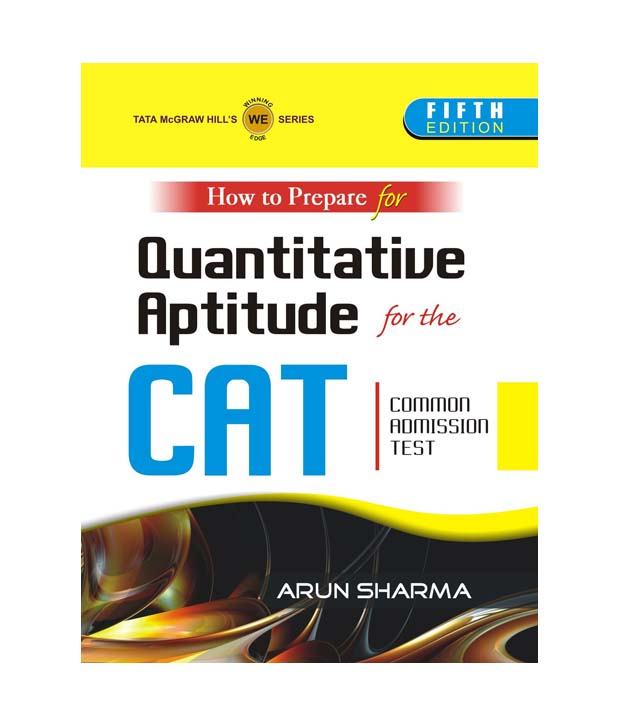 TATA McGRAW HILL'S WINNING WE EDGE SERIES
FIFTH
EDITION
How to Prepare for
Quantitative
Aptitude for the
CAT
COMMON
ADMISSION
TEST
ARUN SHARMA